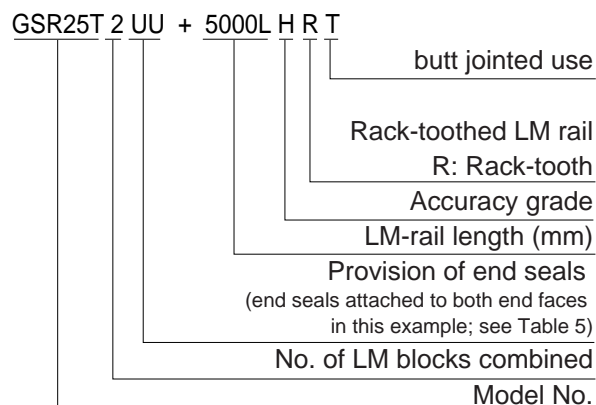 GSR25T 2 UU + 5000L H R T
butt jointed use
Rack-toothed LM rail
R: Rack-tooth
Accuracy grade
LM-rail length (mm)
Provision of end seals
(end seals attached to both end faces
in this example; see Table 5)
No. of LM blocks combined
Model No.